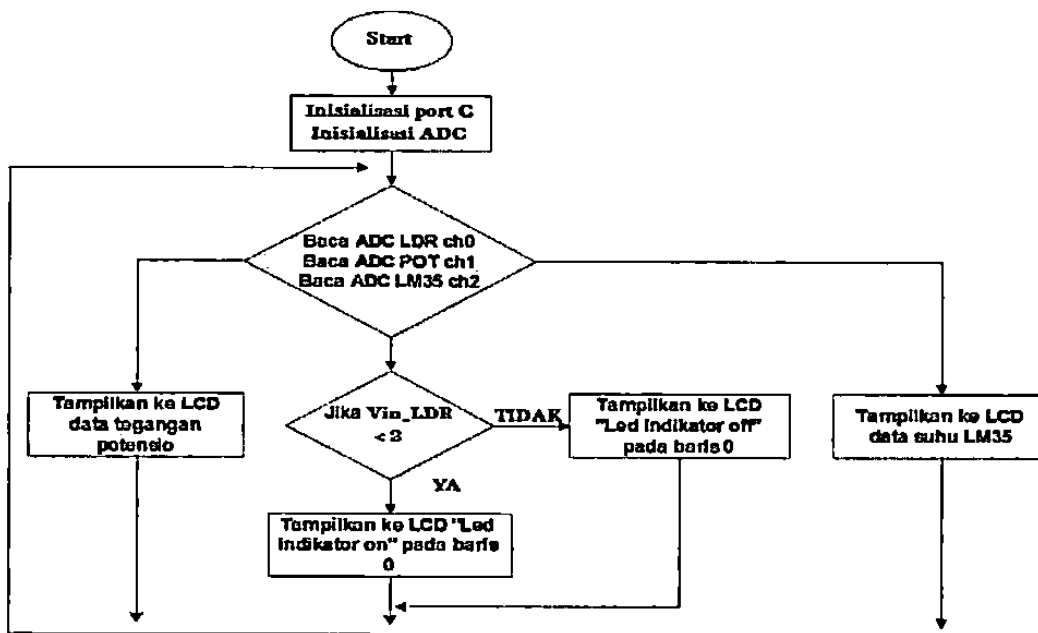 Start
Inisialisasi port C
Inisialisasi ADC
Baca ADC LDR ch0
Baca ADC POT ch1
Baca ADC LM35 ch2
Tampilkan ke LCD
data tegangan
potensio
Jika Vin_LDR
< 2
TIDAK
Tampilkan ke LCD
"Led indikator off"
pada baris 0
Tampilkan ke LCD
data suhu LM35
YA
Tampilkan ke LCD "Led
indikator on" pada baris
0